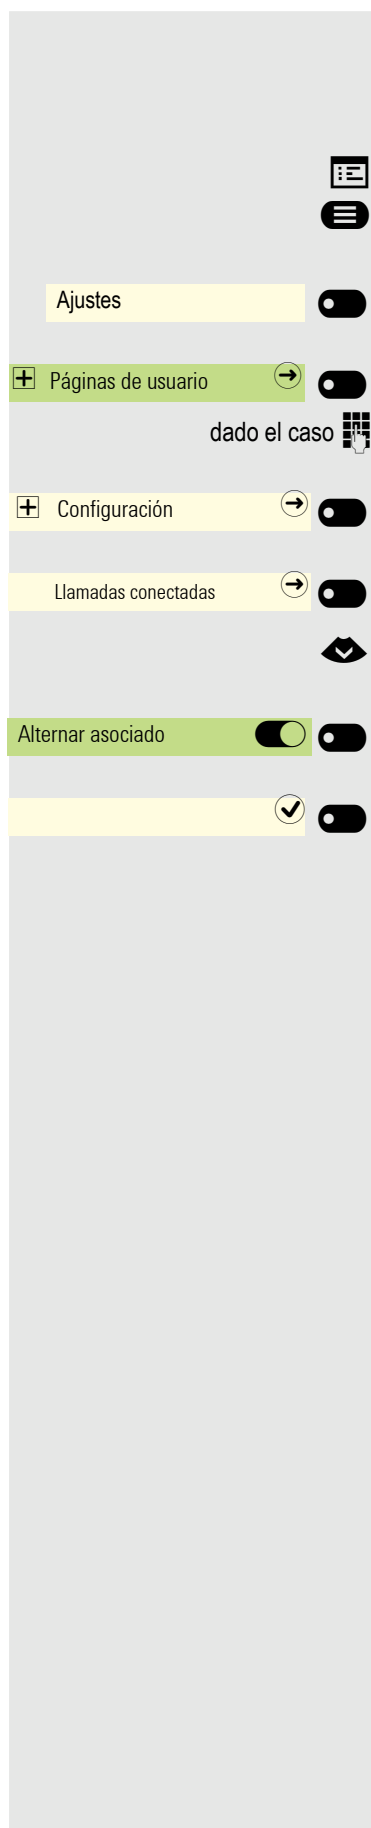 Ajustes
Páginas de usuario
dado el caso
Configuración
Llamadas conectadas
Alternar asociado